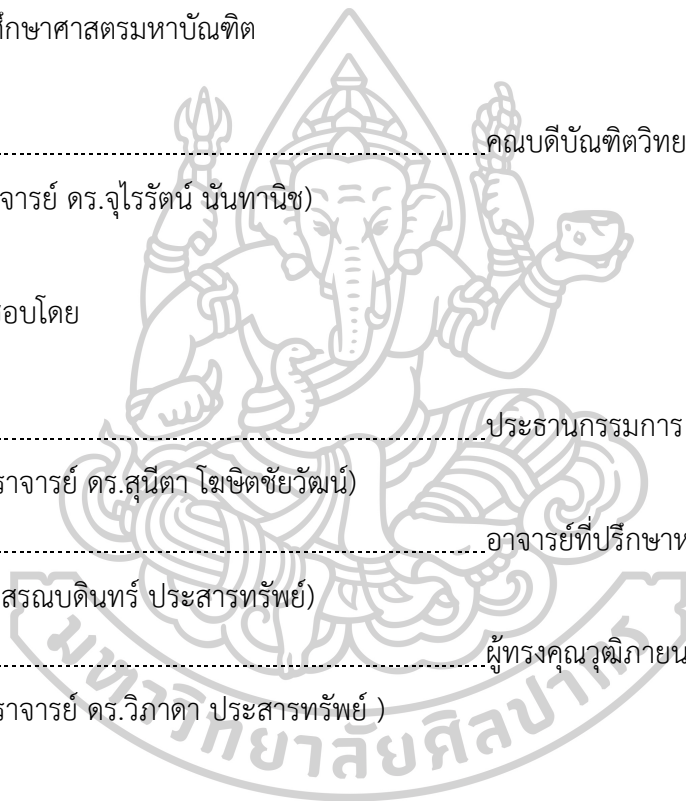 ศึกษาศาสตรมหาบัณฑิต
คณบดีบัณฑิตวิทย
จารย์ ดร.จุไรรัตน์ นันทานิช)
สอบโดย
ประธานกรรมการ
ราจารย์ ดร.สุนีตา โฆษิตชัยวัฒน์)
อาจารย์ที่ปรึกษาห
สรณบดินทร์ ประสารทรัพย์)
ผู้ทรงคุณวุฒิภายน
ราจารย์ ดร.วิภาดา ประสารทรัพย์ )
มหาวิทยาลัยศิลปากร